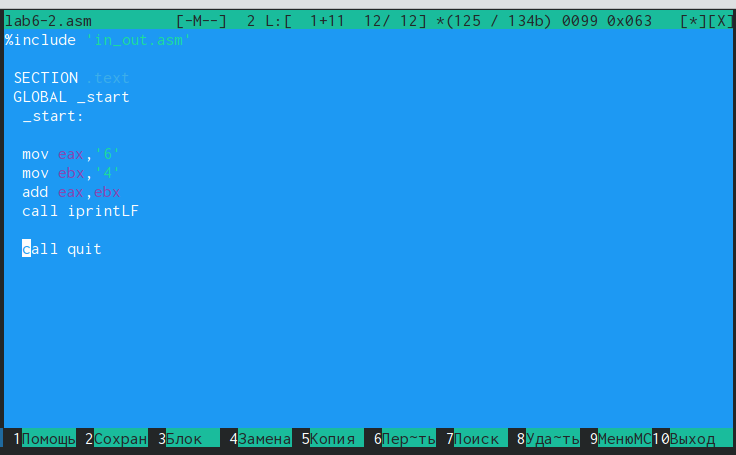 lab6-2.asm [-M--] 2 L:[ 1+11 12/ 12] *(125 / 134b) 0099 0x063 [*][X]
%include 'in_out.asm'
SECTION .text
GLOBAL _start
_start:
mov eax,'6'
mov ebx,'4'
add eax,ebx
call iprintLF
call quit
1Помощь 2Сохран 3Блок 4Замена 5Копия 6Пер~ть 7Поиск 8Уда~ть 9МенюMC 10Выход